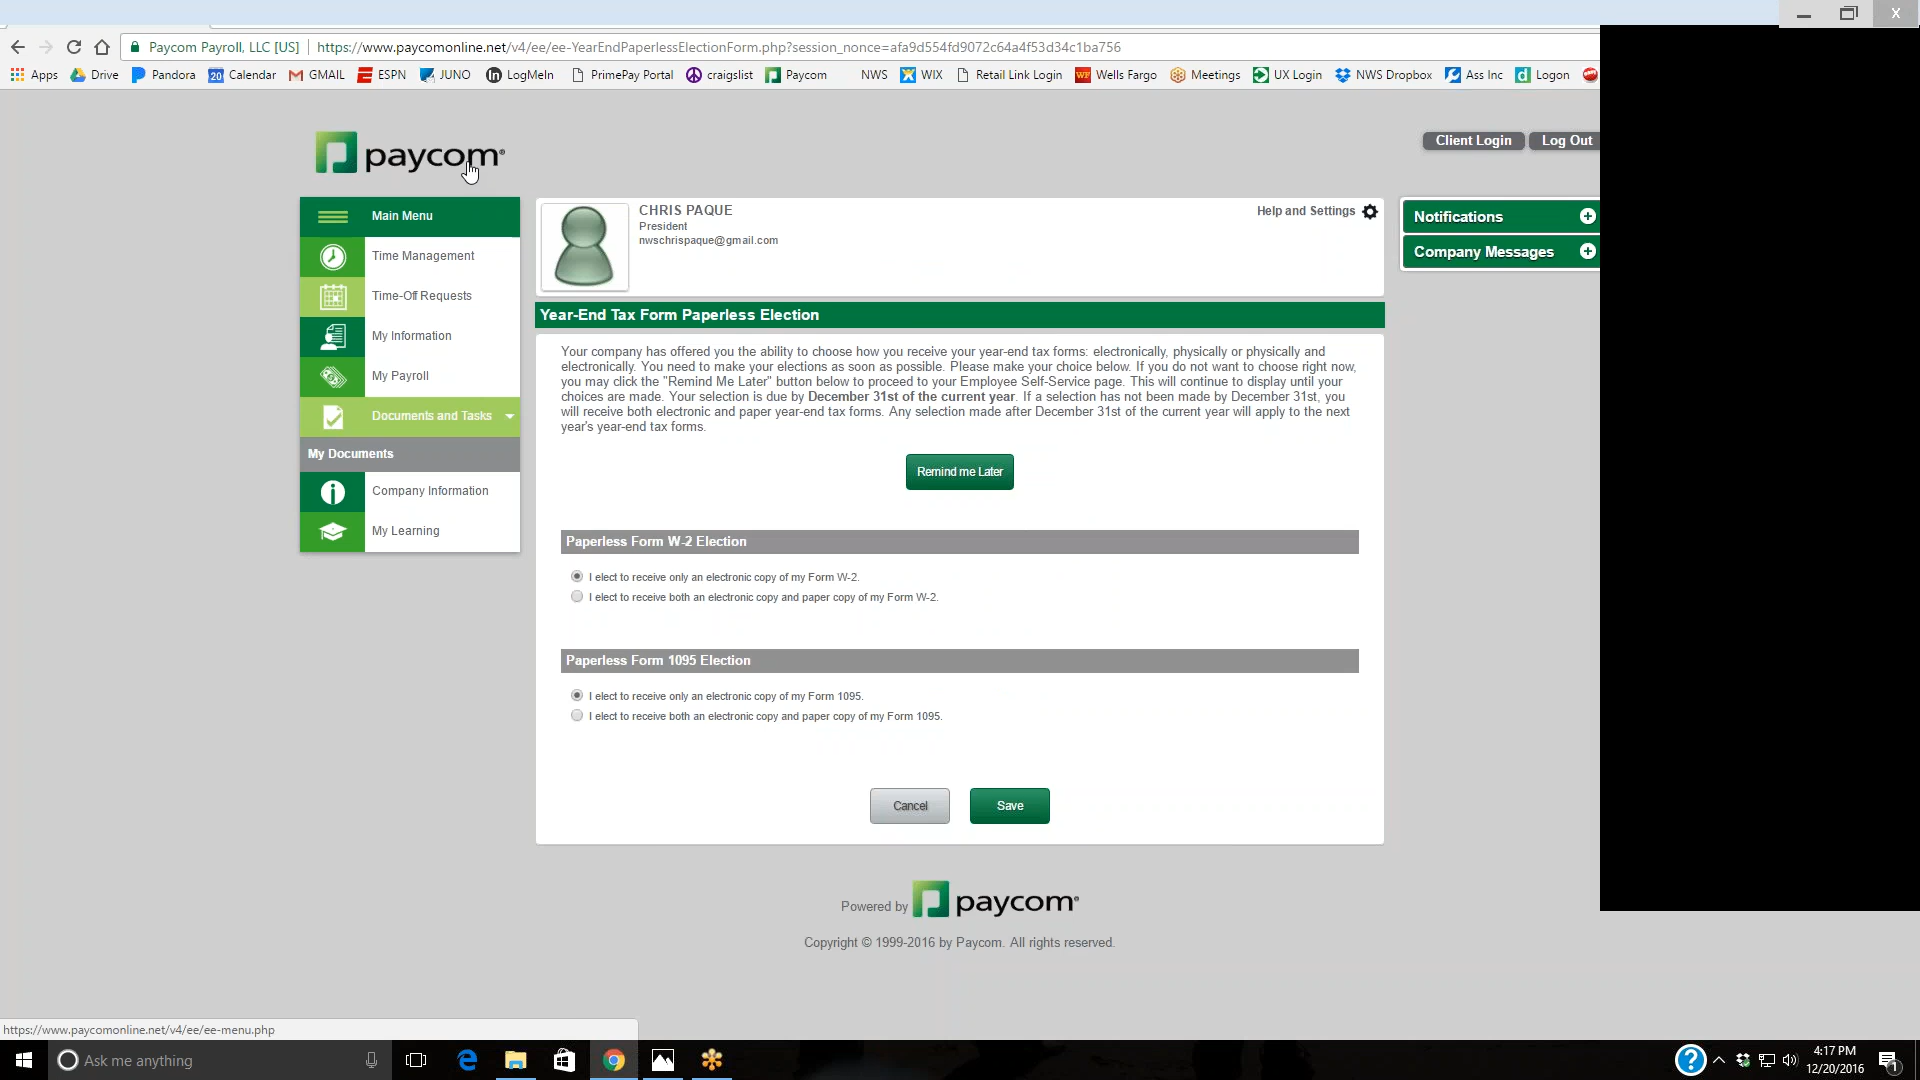 X
Paycom Payroll, LLC [US] https://www.paycomonline.net/v4/ee/ee-YearEndPaperlessElectionForm.php?session_nonce=afa9d554fd9072c64a4f53d34c1ba756
Apps Drive Pandora 20 Calendar GMAIL ESPN JUNO In LogMeIn PrimePay Portal craigslist Paycom NWS WIX Retail Link Login WF Wells Fargo Meetings UX Login NWS Dropbox Ass Inc d Logon
paycom®
Client Login Log Out
Main Menu
Time Management
Time-Off Requests
My Information
My Payroll
Documents and Tasks
My Documents
Company Information
My Learning
CHRIS PAQUE
President
nwschrispaque@gmail.com
Help and Settings
Notifications
Company Messages
Year-End Tax Form Paperless Election
Your company has offered you the ability to choose how you receive your year-end tax forms: electronically, physically or physically and
electronically. You need to make your elections as soon as possible. Please make your choice below. If you do not want to choose right now,
you may click the "Remind Me Later" button below to proceed to your Employee Self-Service page. This will continue to display until your
choices are made. Your selection is due by December 31st of the current year. If a selection has not been made by December 31st, you
will receive both electronic and paper year-end tax forms. Any selection made after December 31st of the current year will apply to the next
year's year-end tax forms.
Remind me Later
Paperless Form W-2 Election
I elect to receive only an electronic copy of my Form W-2.
I elect to receive both an electronic copy and paper copy of my Form W-2.
Paperless Form 1095 Election
I elect to receive only an electronic copy of my Form 1095.
I elect to receive both an electronic copy and paper copy of my Form 1095.
Cancel Save
Powered by paycom®
Copyright © 1999-2016 by Paycom. All rights reserved.
https://www.paycomonline.net/v4/ee/ee-menu.php
Ask me anything
4:17 PM
12/20/2016
1